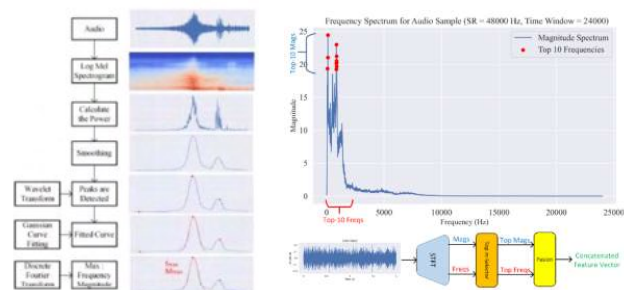 Audio
Log Mel
Spectrogram
Calculate
the Power
Smoothing
Wavelet
Transform
Peaks are
Detected
Gaussian
Curve
Fitting
Fitted Curve
Discrete
Fourier
Transform
Max.:
Frequency
Magnitude
Frequency Spectrum for Audio Sample (SR = 48000 Hz, Time Window = 24000)
Magnitude Spectrum
Top 10 Frequencies
Top-10 Mags
Magnitude
25
20
15
10
5
0
0
5000
10000
15000
20000
25000
Frequency (Hz)
Top-10 Freqs
STFT
Mags
Freqs
Top-n Selector
Top Mags
Top Freqs
Fusion
Concatenated
Feature Vector